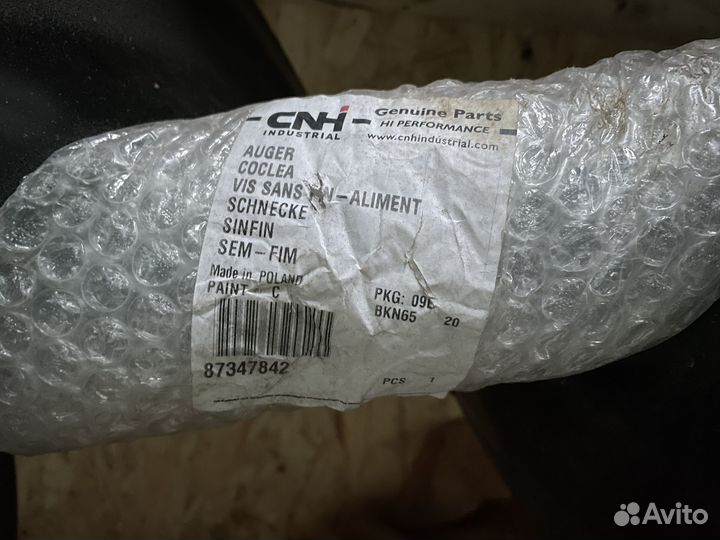 CNH
INDUSTRIAL
Genuine Parts
HI PERFORMANCE
www.cnhindustrial.com
AUGER
COCLEA
VIS SANS -ALIMENT
SCHNECKE
SINFIN
SEM-FIM
Made in POLAND
PAINT C
PKG: 09E
BKN65 20
87347842
PCS 1
Avito